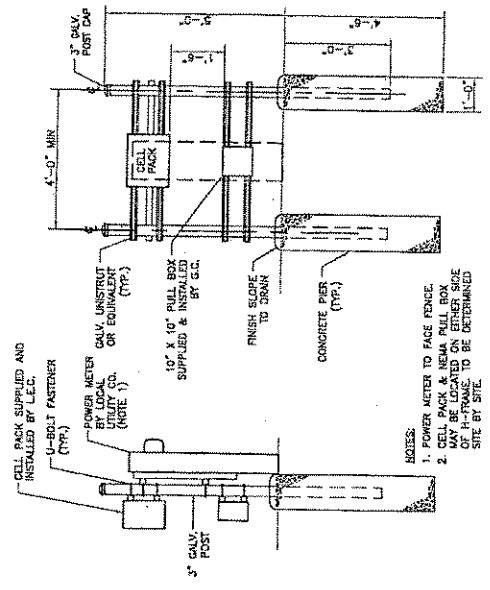 CELL PACK SUPPLIED AND
INSTALLED BY L.E.C.
U-BOLT FASTENER
(TYP.)
POWER METER
BY LOCAL
UTILITY CO.
(NOTE 1)
3" GALV.
POST
GALV. UNISTRUT
OR EQUIVALENT
(TYP.)
10" X 10" PULL BOX
SUPPLIED & INSTALLED
BY G.C.
FINISH SLOPE
TO DRAIN
CONCRETE PIER
(TYP.)
4'-0" MIN
3" GALV.
POST CAP
CELL
PACK
1'-6"
5'-0"
3'-0"
4'-6"
1'-0"
NOTES:
1. POWER METER TO FACE FENCE.
2. CELL PACK & NEMA PULL BOX
MAY BE LOCATED ON EITHER SIDE
OF H-FRAME. TO BE DETERMINED
SITE BY SITE.